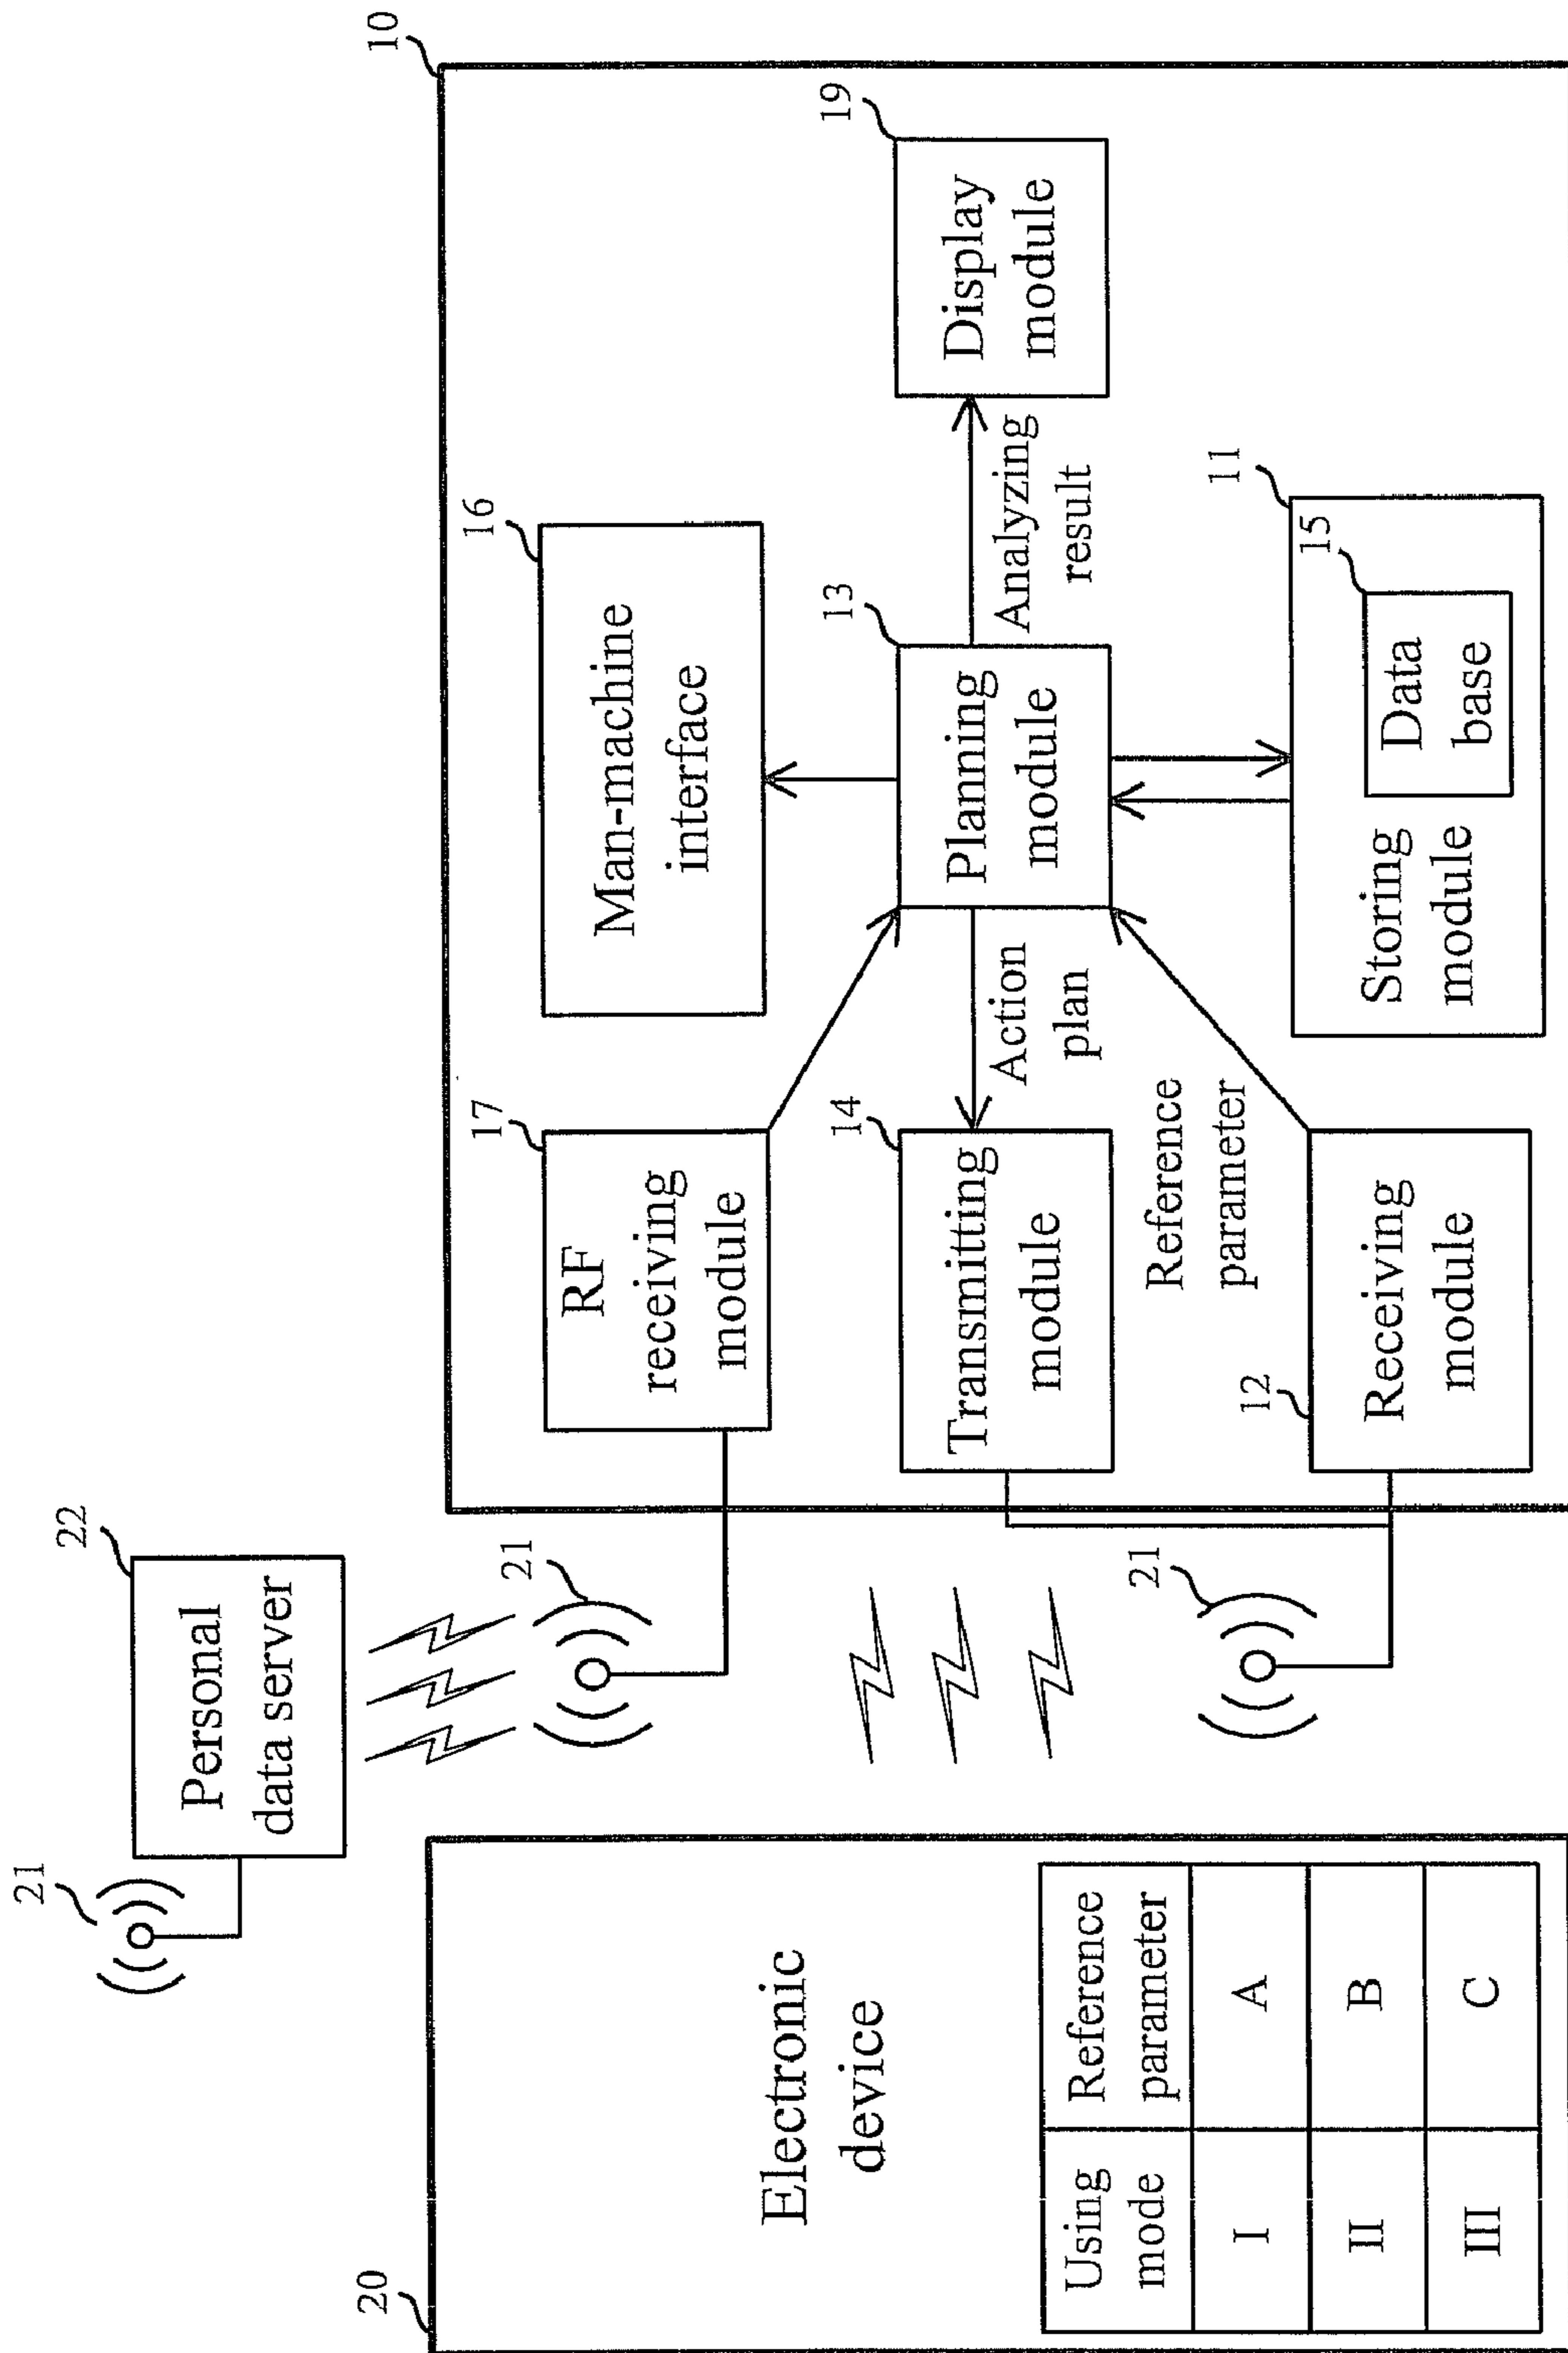 21
22
Personal
data server
10
20
Electronic
device
Using
mode
Reference
parameter
I
A
II
B
III
C
21
21
17
RF
receiving
module
16
Man-machine
interface
14
Transmitting
module
Action
plan
13
Planning
module
Analyzing
result
19
Display
module
Reference
parameter
12
Receiving
module
11
Storing
module
15
Data
base